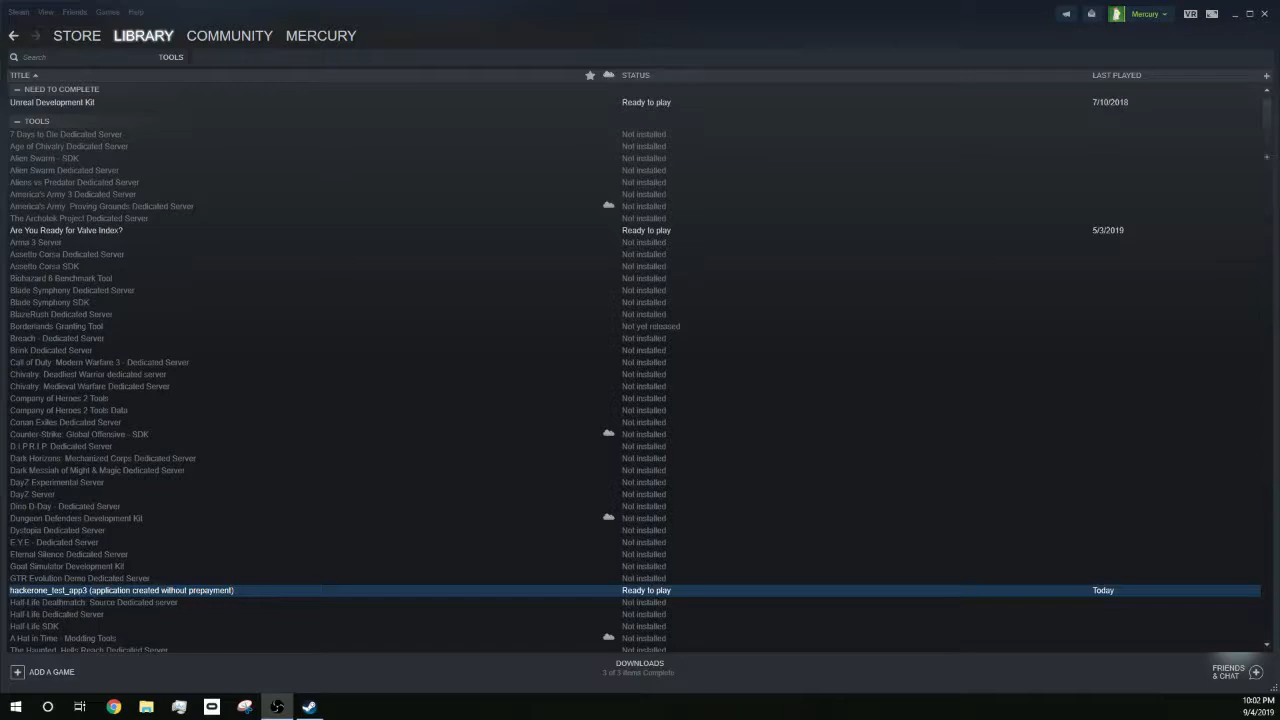 Steam View Friends Games Help
Mercury
VR
STORE LIBRARY COMMUNITY MERCURY
Search TOOLS
TITLE STATUS LAST PLAYED
— NEED TO COMPLETE
Unreal Development Kit Ready to play 7/10/2018
— TOOLS
7 Days to Die Dedicated Server Not installed
Age of Chivalry Dedicated Server Not installed
Alien Swarm - SDK Not installed
Alien Swarm Dedicated Server Not installed
Aliens vs Predator Dedicated Server Not installed
America's Army 3 Dedicated Server Not installed
America's Army: Proving Grounds Dedicated Server Not installed
The Archotek Project Dedicated Server Not installed
Are You Ready for Valve Index? Ready to play 5/3/2019
Arma 3 Server Not installed
Assetto Corsa Dedicated Server Not installed
Assetto Corsa SDK Not installed
Biohazard 6 Benchmark Tool Not installed
Blade Symphony Dedicated Server Not installed
Blade Symphony SDK Not installed
BlazeRush Dedicated Server Not installed
Borderlands Granting Tool Not yet released
Breach - Dedicated Server Not installed
Brink Dedicated Server Not installed
Call of Duty: Modern Warfare 3 - Dedicated Server Not installed
Chivalry: Deadliest Warrior dedicated server Not installed
Chivalry: Medieval Warfare Dedicated Server Not installed
Company of Heroes 2 Tools Not installed
Company of Heroes 2 Tools Data Not installed
Conan Exiles Dedicated Server Not installed
Counter-Strike: Global Offensive - SDK Not installed
D.I.P.R.I.P. Dedicated Server Not installed
Dark Horizons: Mechanized Corps Dedicated Server Not installed
Dark Messiah of Might & Magic Dedicated Server Not installed
DayZ Experimental Server Not installed
DayZ Server Not installed
Dino D-Day - Dedicated Server Not installed
Dungeon Defenders Development Kit Not installed
Dystopia Dedicated Server Not installed
E.Y.E - Dedicated Server Not installed
Eternal Silence Dedicated Server Not installed
Goat Simulator Development Kit Not installed
GTR Evolution Demo Dedicated Server Not installed
hackerone_test_app3 (application created without prepayment) Ready to play Today
Half-Life Deathmatch: Source Dedicated server Not installed
Half-Life Dedicated Server Not installed
Half-Life SDK Not installed
A Hat in Time - Modding Tools Not installed
The Haunted: Hells Reach Dedicated Server Not installed
ADD A GAME
DOWNLOADS
3 of 3 Items Complete
FRIENDS
& CHAT
10:02 PM
9/4/2019